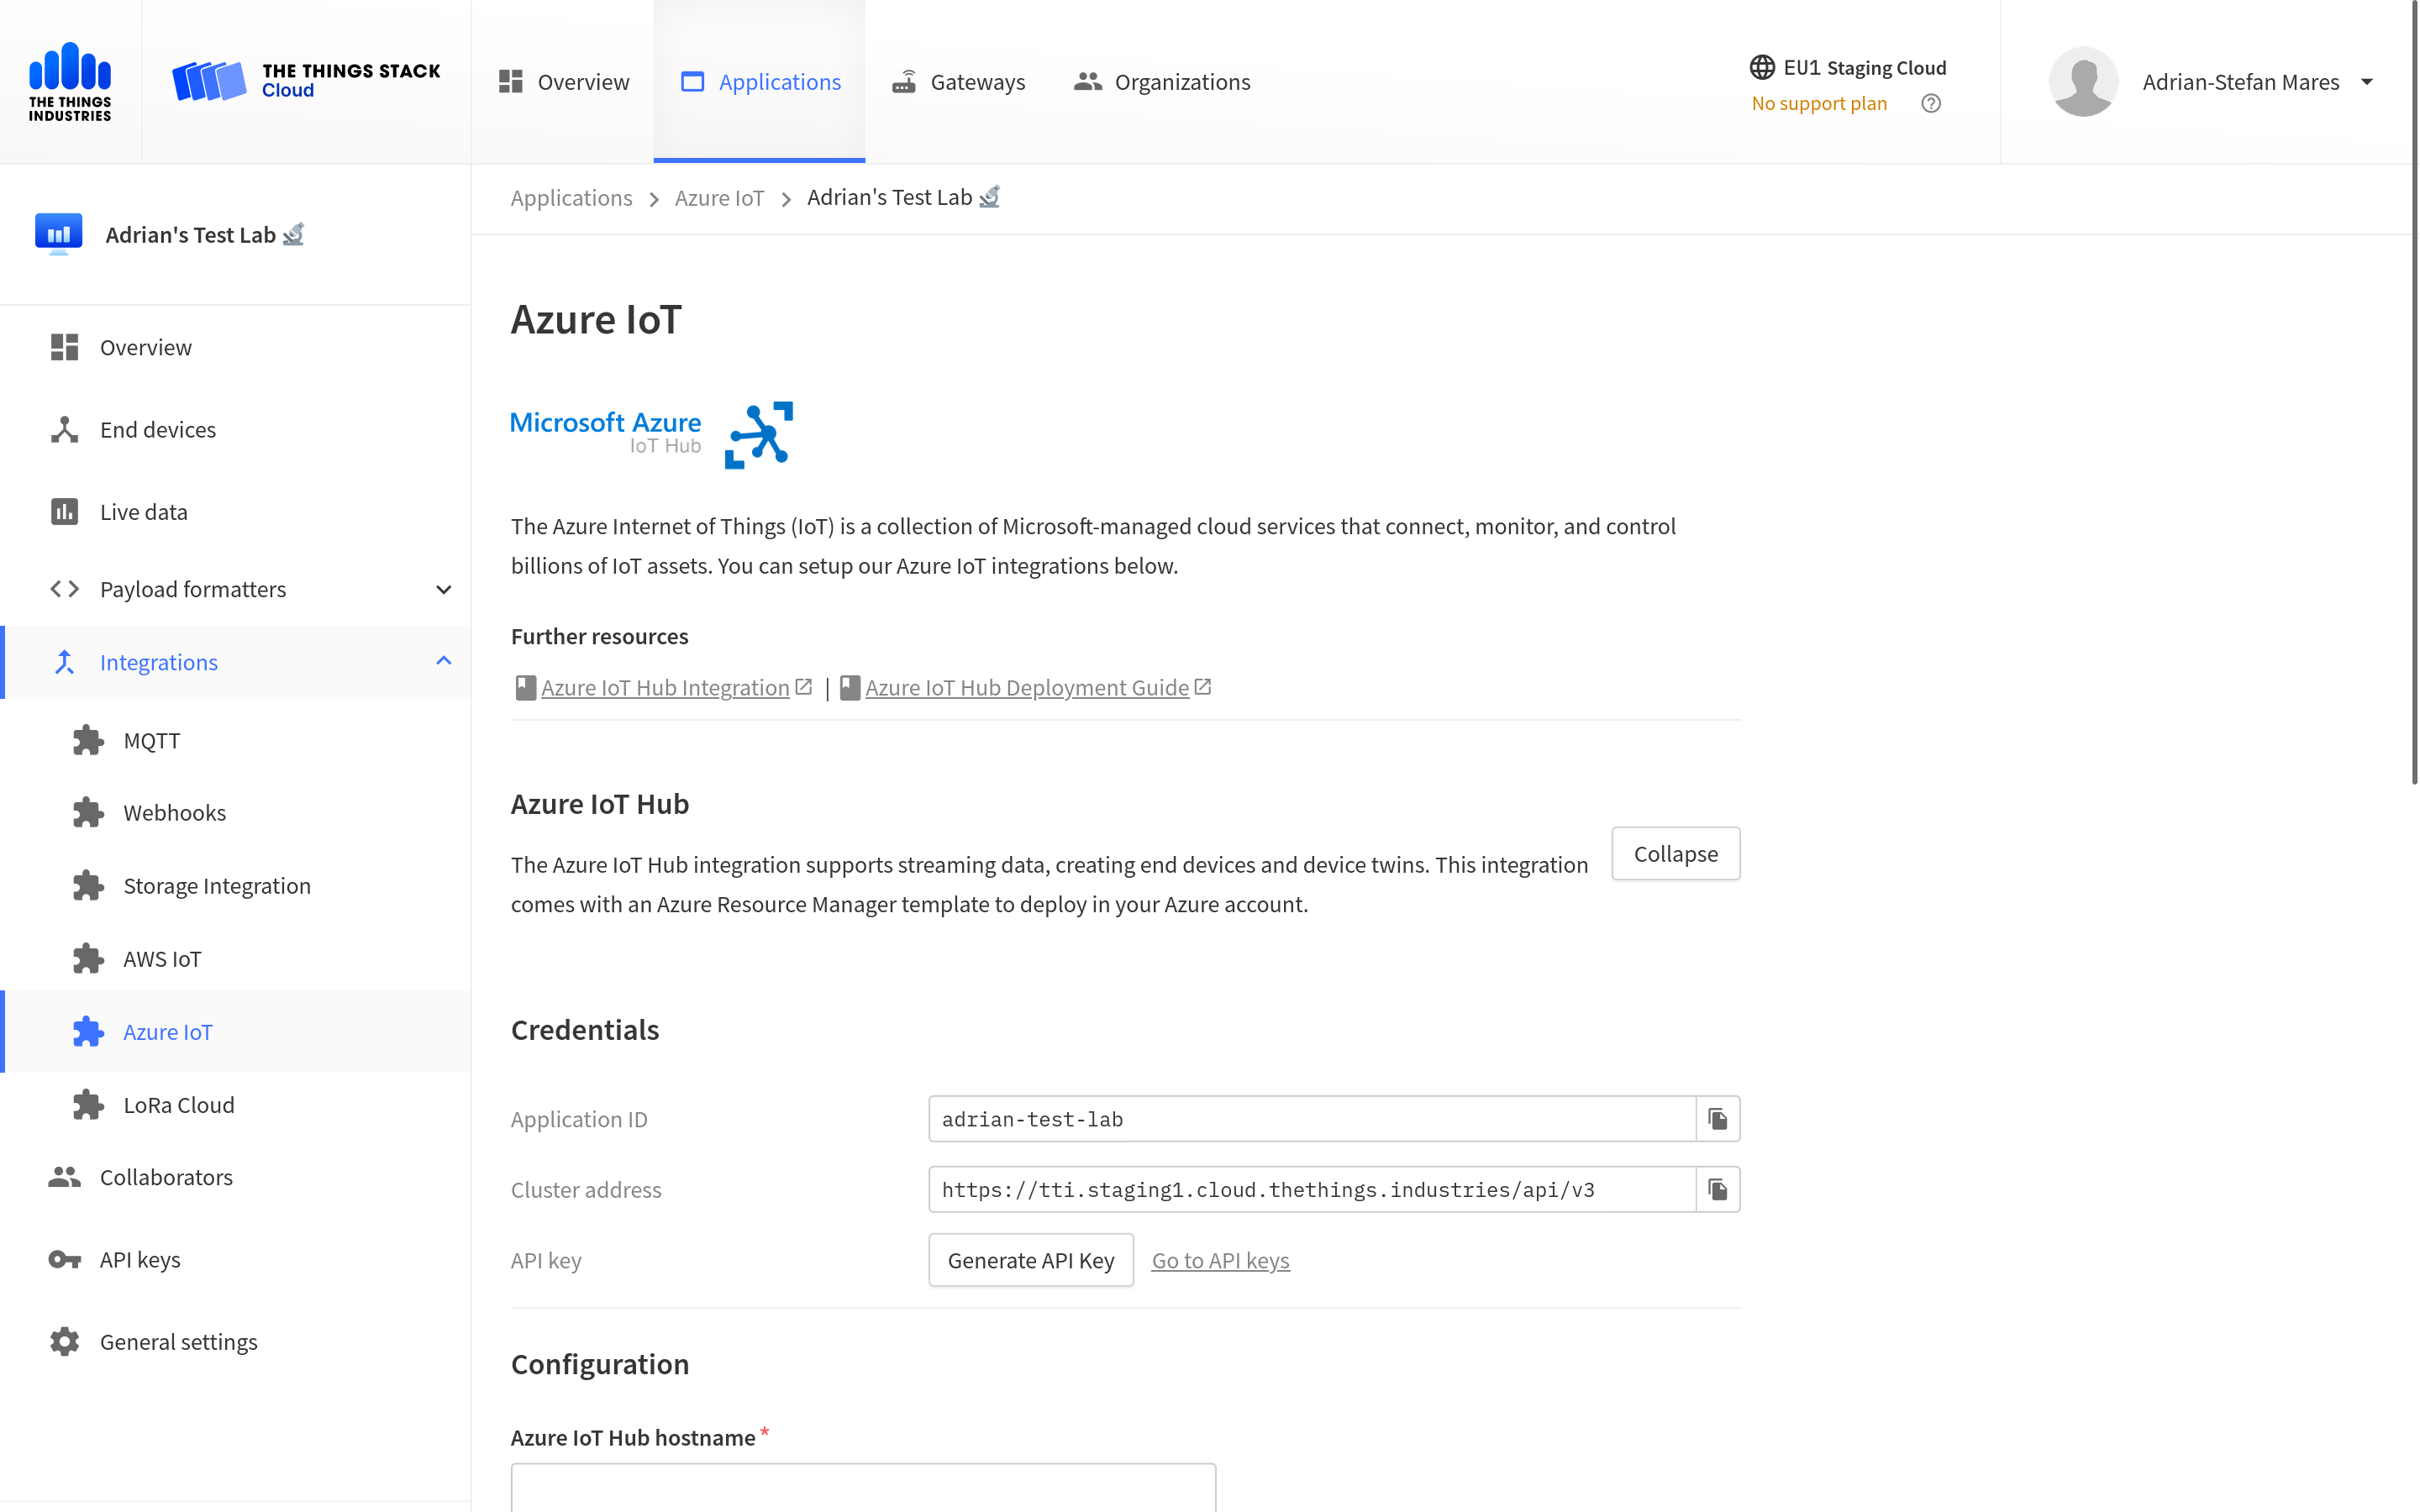 THE THINGS
INDUSTRIES
THE THINGS STACK
Cloud
Overview
Applications
Gateways
Organizations
EU1 Staging Cloud
No support plan
Adrian-Stefan Mares
Adrian's Test Lab
Overview
End devices
Live data
Payload formatters
Integrations
MQTT
Webhooks
Storage Integration
AWS IoT
Azure IoT
LoRa Cloud
Collaborators
API keys
General settings
Applications > Azure IoT > Adrian's Test Lab
Azure IoT
Microsoft Azure
IoT Hub
The Azure Internet of Things (IoT) is a collection of Microsoft-managed cloud services that connect, monitor, and control
billions of IoT assets. You can setup our Azure IoT integrations below.
Further resources
Azure IoT Hub Integration | Azure IoT Hub Deployment Guide
Azure IoT Hub
The Azure IoT Hub integration supports streaming data, creating end devices and device twins. This integration
comes with an Azure Resource Manager template to deploy in your Azure account.
Collapse
Credentials
Application ID
adrian-test-lab
Cluster address
https://tti.staging1.cloud.thethings.industries/api/v3
API key
Generate API Key
Go to API keys
Configuration
Azure IoT Hub hostname *